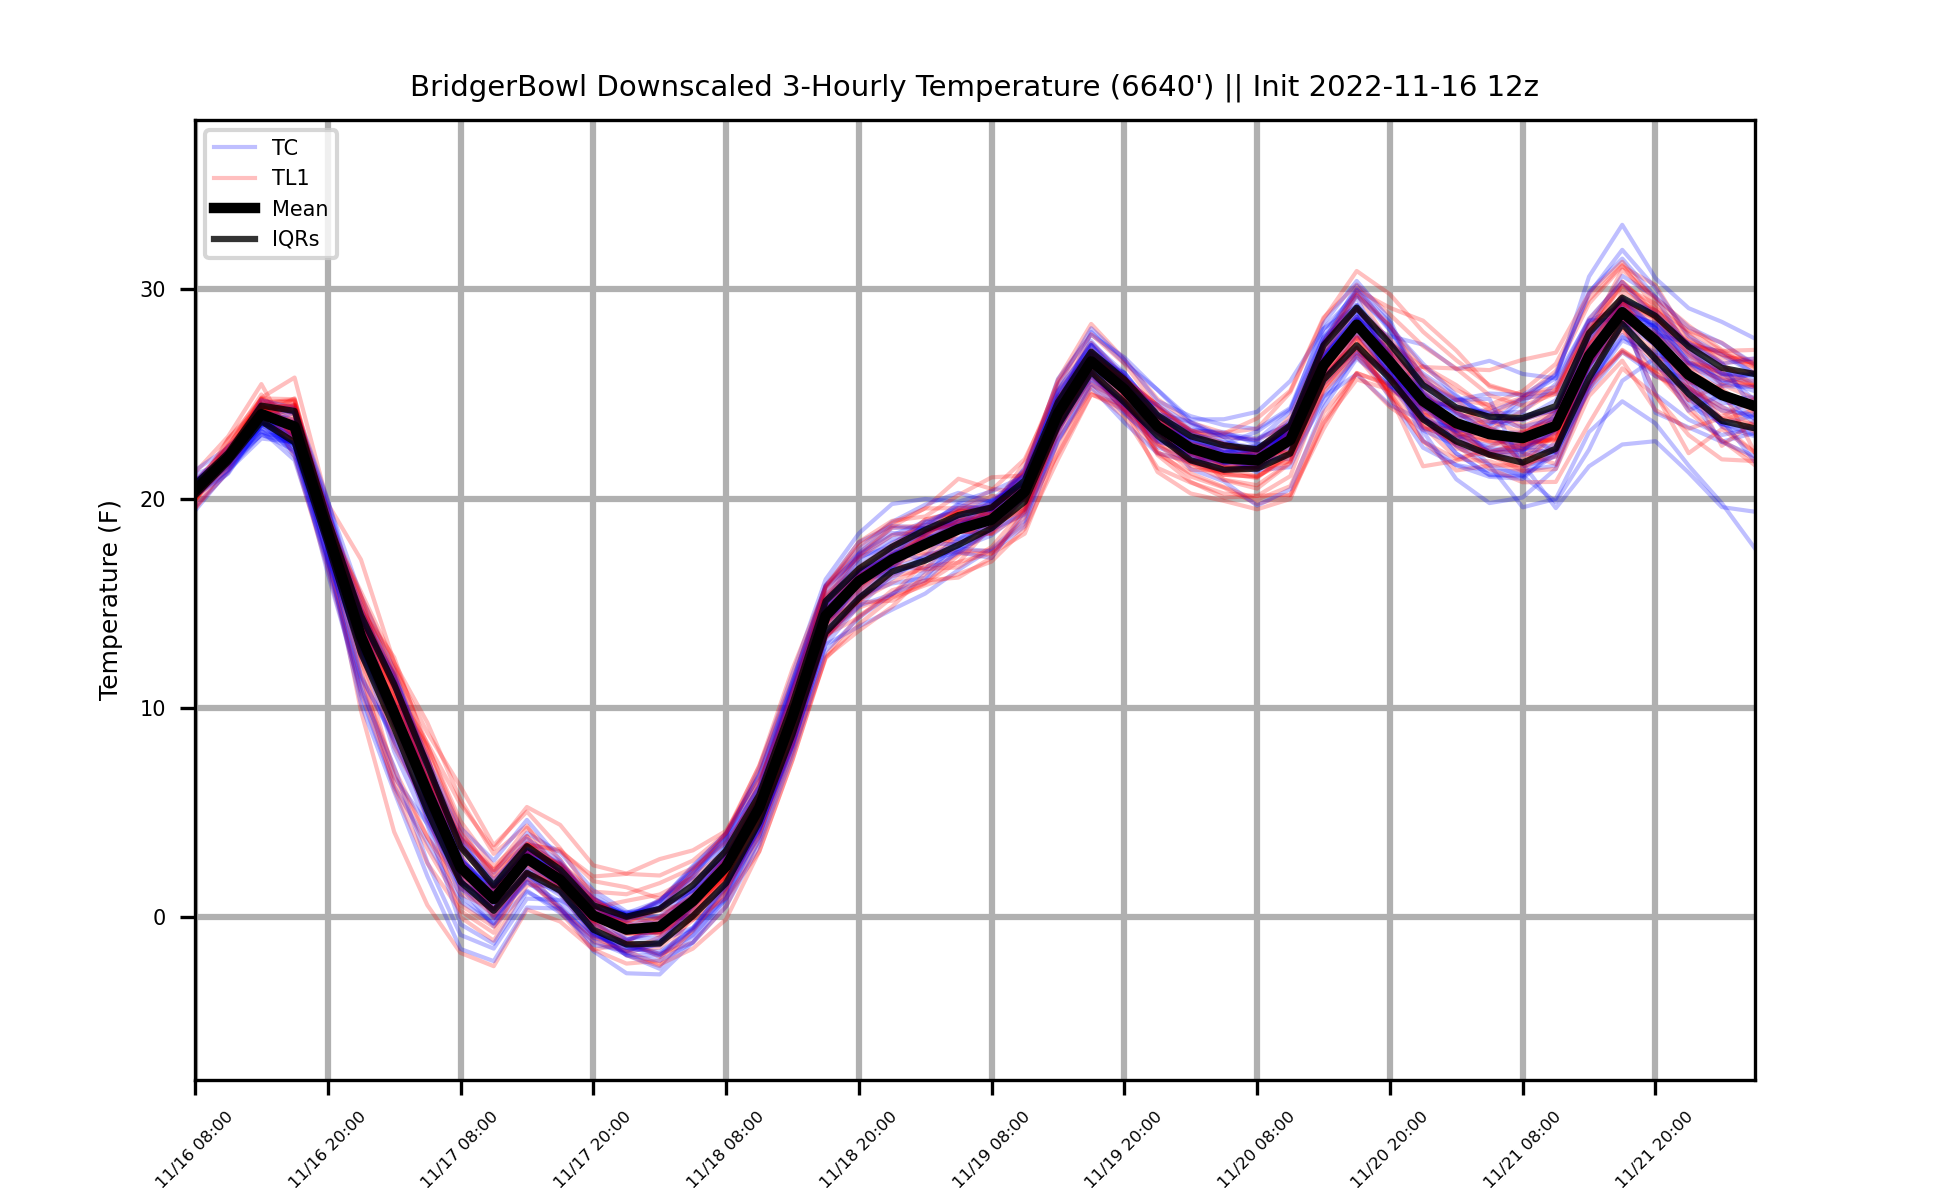 BridgerBowl Downscaled 3-Hourly Temperature (6640') || Init 2022-11-16 12z
TC
TL1
Mean
IQRs
Temperature (F)
30
20
10
0
11/16 08:00
11/16 20:00
11/17 08:00
11/17 20:00
11/18 08:00
11/18 20:00
11/19 08:00
11/19 20:00
11/20 08:00
11/20 20:00
11/21 08:00
11/21 20:00